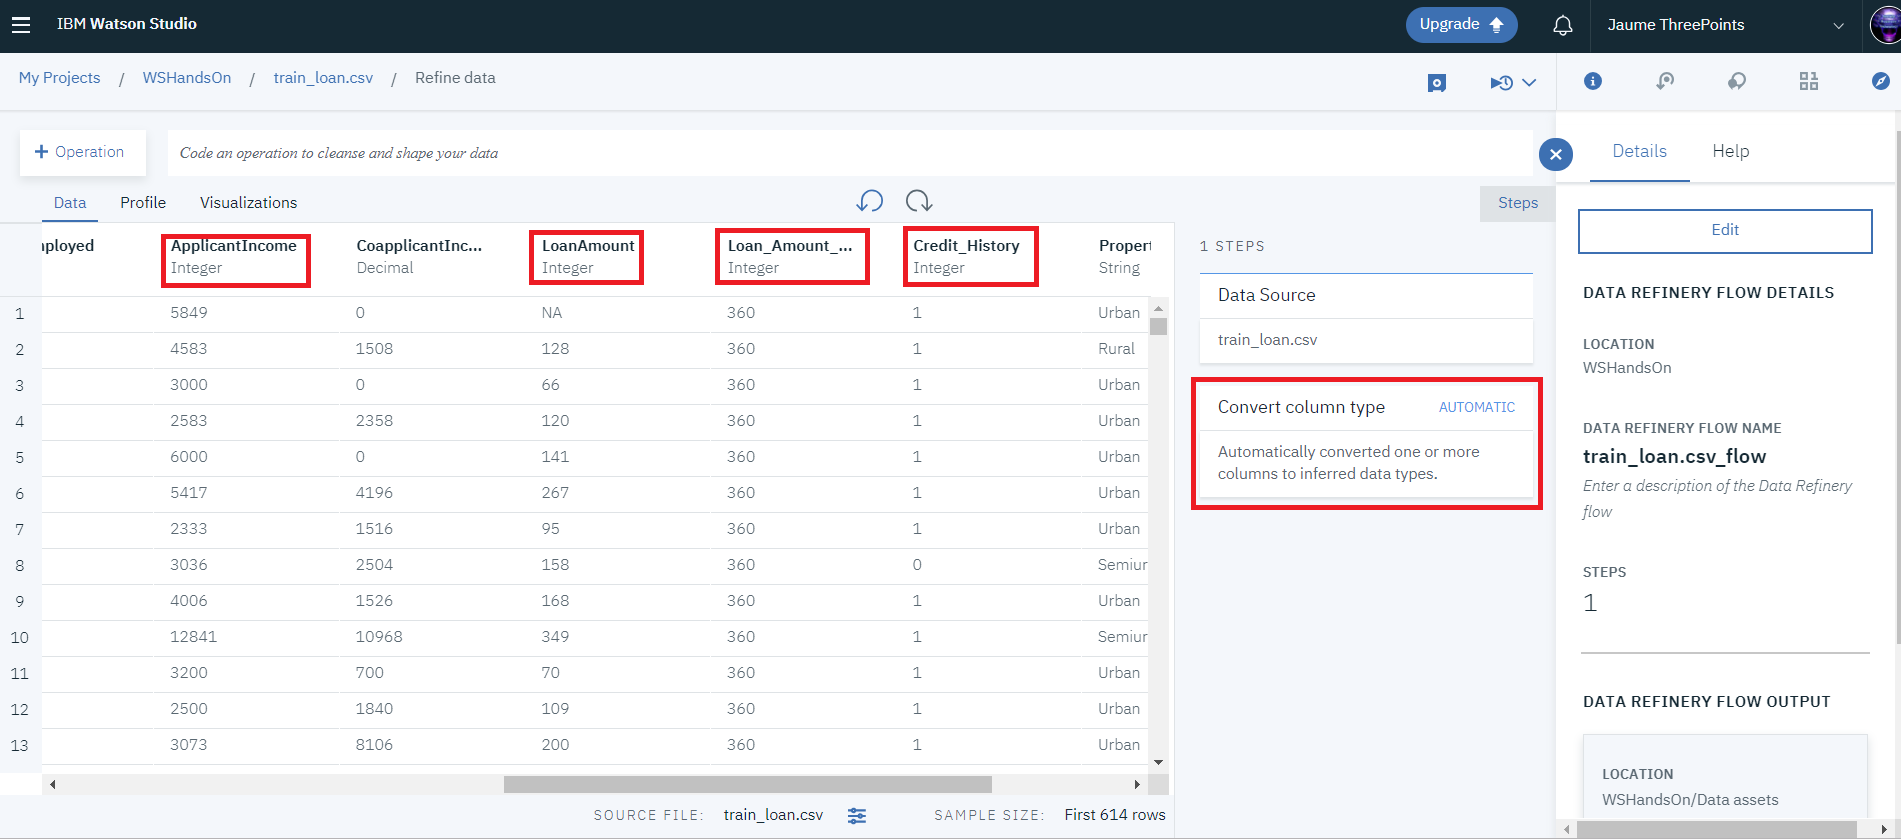 IBM Watson Studio
Upgrade
Jaume ThreePoints
My Projects / WSHandsOn / train_loan.csv / Refine data
+ Operation
Code an operation to cleanse and shape your data
Details Help
Data Profile Visualizations
Steps
Edit
ployed ApplicantIncome CoapplicantInc... LoanAmount Loan_Amount_... Credit_History Propert
Integer Decimal Integer Integer Integer String
1 5849 0 NA 360 1 Urban
2 4583 1508 128 360 1 Rural
3 3000 0 66 360 1 Urban
4 2583 2358 120 360 1 Urban
5 6000 0 141 360 1 Urban
6 5417 4196 267 360 1 Urban
7 2333 1516 95 360 1 Urban
8 3036 2504 158 360 0 Semiur
9 4006 1526 168 360 1 Urban
10 12841 10968 349 360 1 Semiur
11 3200 700 70 360 1 Urban
12 2500 1840 109 360 1 Urban
13 3073 8106 200 360 1 Urban
SOURCE FILE: train_loan.csv SAMPLE SIZE: First 614 rows
1 STEPS
Data Source
train_loan.csv
Convert column type AUTOMATIC
Automatically converted one or more
columns to inferred data types.
DATA REFINERY FLOW DETAILS
LOCATION
WSHandsOn
DATA REFINERY FLOW NAME
train_loan.csv_flow
Enter a description of the Data Refinery
flow
STEPS
1
DATA REFINERY FLOW OUTPUT
LOCATION
WSHandsOn/Data assets